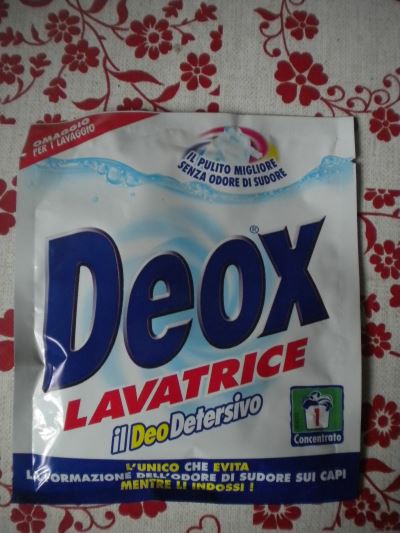 OMAGGIO
PER 1 LAVAGGIO
IL PULITO MIGLIORE
SENZA ODORE DI SUDORE
Deox®
LAVATRICE
il DeoDetersivo
1
Concentrato
L'UNICO CHE EVITA
LA FORMAZIONE DELL'ODORE DI SUDORE SUI CAPI
MENTRE LI INDOSSI !